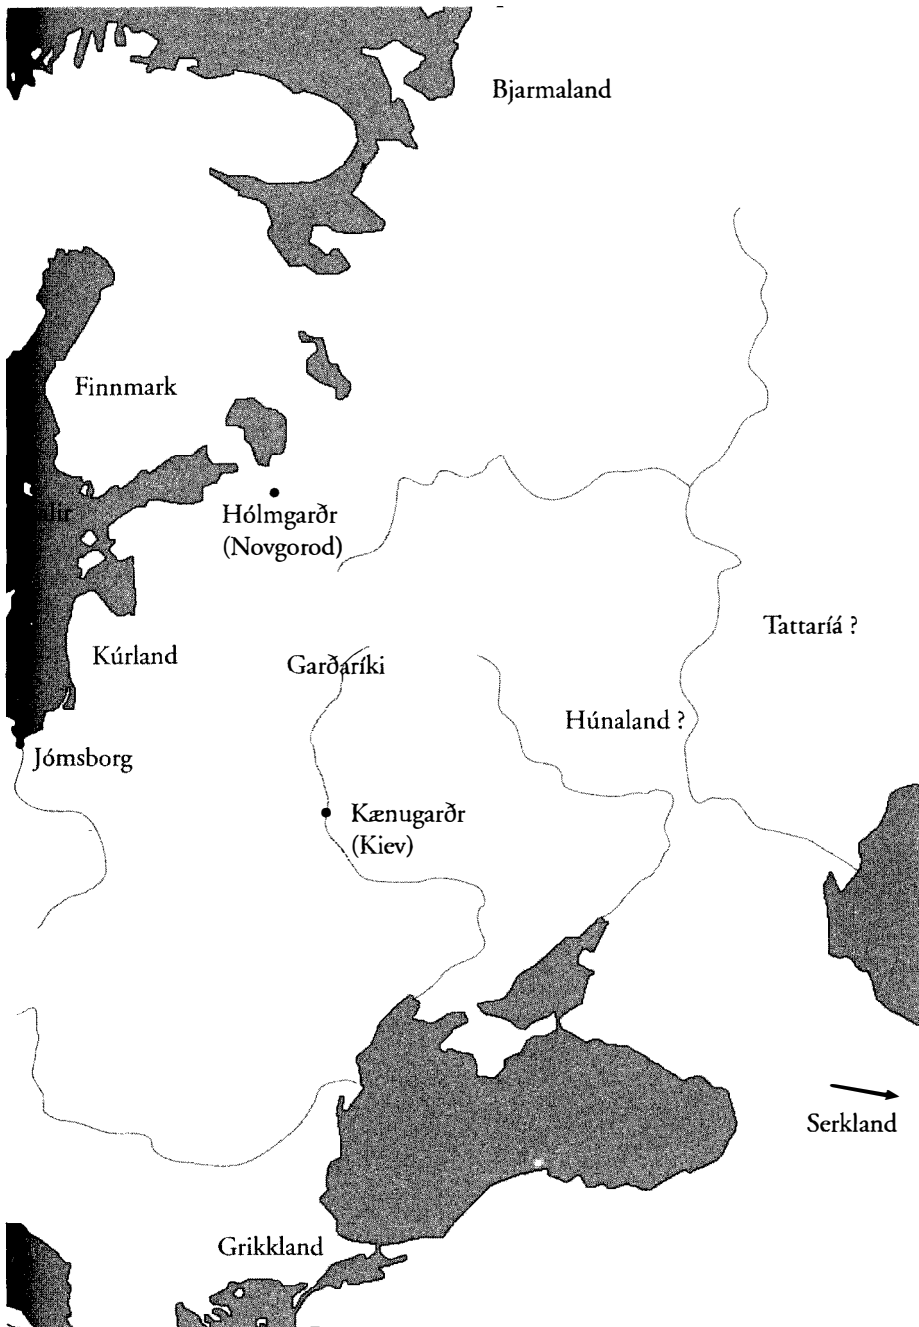 Bjarmaland
Finnmark
Hólmgarðr
(Novgorod)
Tattaríá ?
Kúrland
Garðaríki
Húnaland ?
Jómsborg
Kænugarðr
(Kiev)
Serkland
Grikkland